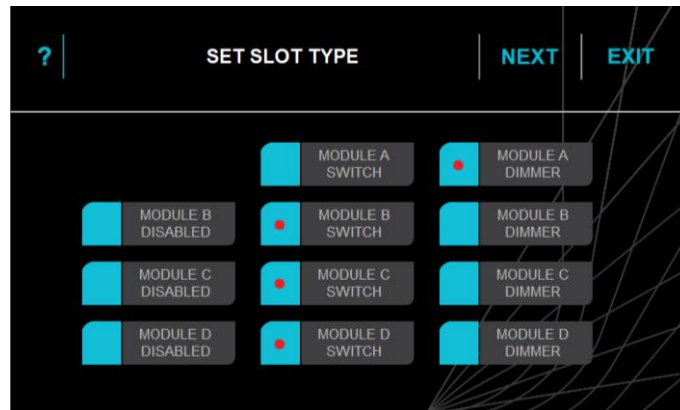 ? SET SLOT TYPE NEXT EXIT
MODULE A
SWITCH
MODULE A
DIMMER
MODULE B
DISABLED
MODULE B
SWITCH
MODULE B
DIMMER
MODULE C
DISABLED
MODULE C
SWITCH
MODULE C
DIMMER
MODULE D
DISABLED
MODULE D
SWITCH
MODULE D
DIMMER